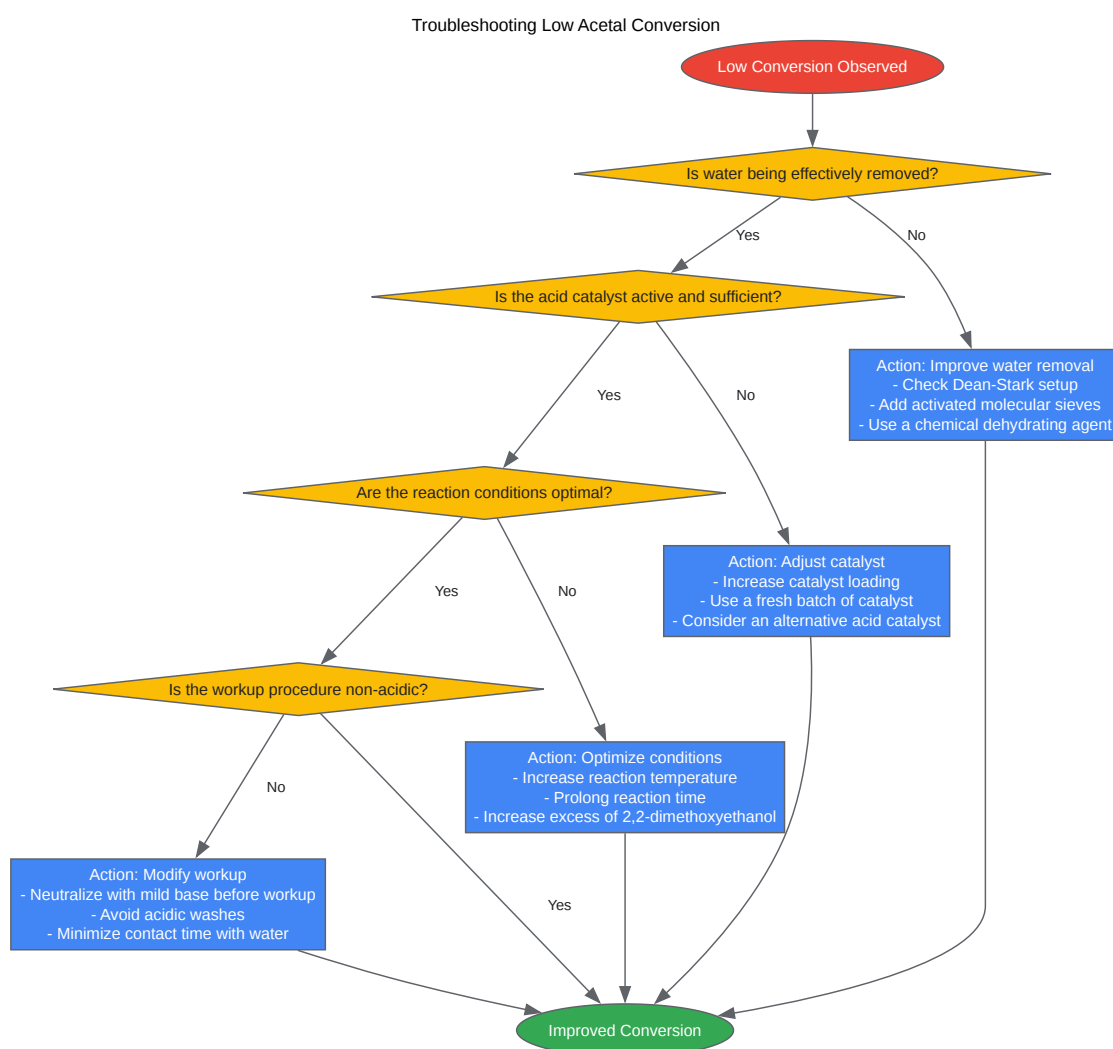 Troubleshooting Low Acetal Conversion
Low Conversion Observed
Is water being effectively removed?
Yes
No
Is the acid catalyst active and sufficient?
Action: Improve water removal
- Check Dean-Stark setup
- Add activated molecular sieves
- Use a chemical dehydrating agent
Yes
No
Are the reaction conditions optimal?
Action: Adjust catalyst
- Increase catalyst loading
- Use a fresh batch of catalyst
- Consider an alternative acid catalyst
Yes
No
Is the workup procedure non-acidic?
Action: Optimize conditions
- Increase reaction temperature
- Prolong reaction time
- Increase excess of 2,2-dimethoxyethanol
No
Action: Modify workup
- Neutralize with mild base before workup
- Avoid acidic washes
- Minimize contact time with water
Yes
Improved Conversion